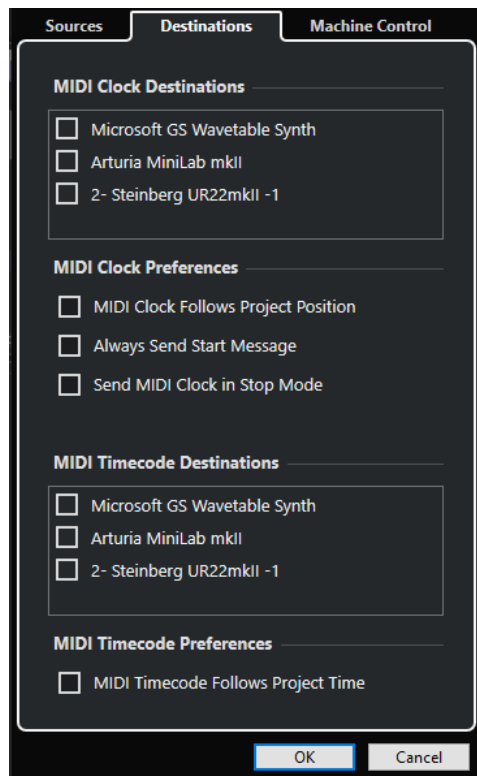 Sources Destinations Machine Control
MIDI Clock Destinations
Microsoft GS Wavetable Synth
Arturia MiniLab mkII
2- Steinberg UR22mkII -1
MIDI Clock Preferences
MIDI Clock Follows Project Position
Always Send Start Message
Send MIDI Clock in Stop Mode
MIDI Timecode Destinations
Microsoft GS Wavetable Synth
Arturia MiniLab mkII
2- Steinberg UR22mkII -1
MIDI Timecode Preferences
MIDI Timecode Follows Project Time
OK Cancel